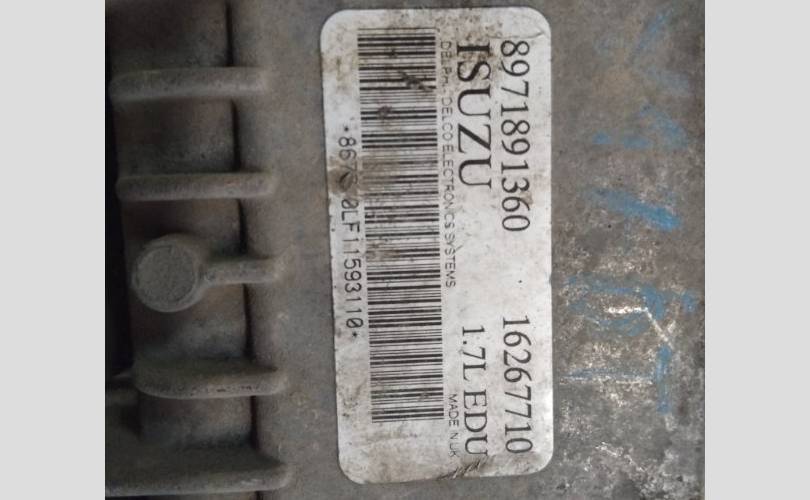 8971891360 16267710
ISUZU 1.7L EDU
DELPHI DELCO ELECTRONICS SYSTEMS MADE IN UK